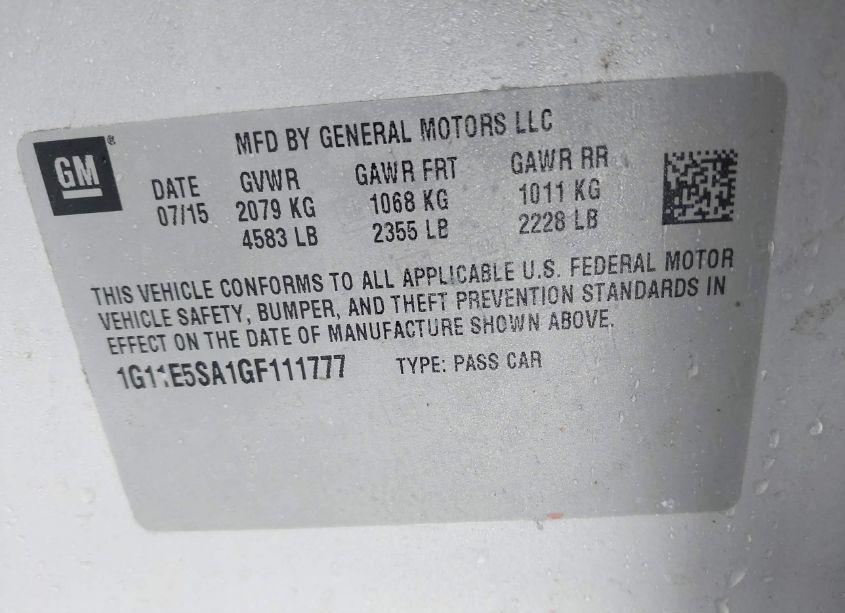 MFD BY GENERAL MOTORS LLC
GM®
DATE GVWR GAWR FRT GAWR RR
07/15 2079 KG 1068 KG 1011 KG
4583 LB 2355 LB 2228 LB
THIS VEHICLE CONFORMS TO ALL APPLICABLE U.S. FEDERAL MOTOR
VEHICLE SAFETY, BUMPER, AND THEFT PREVENTION STANDARDS IN
EFFECT ON THE DATE OF MANUFACTURE SHOWN ABOVE.
1G11E5SA1GF111777 TYPE: PASS CAR